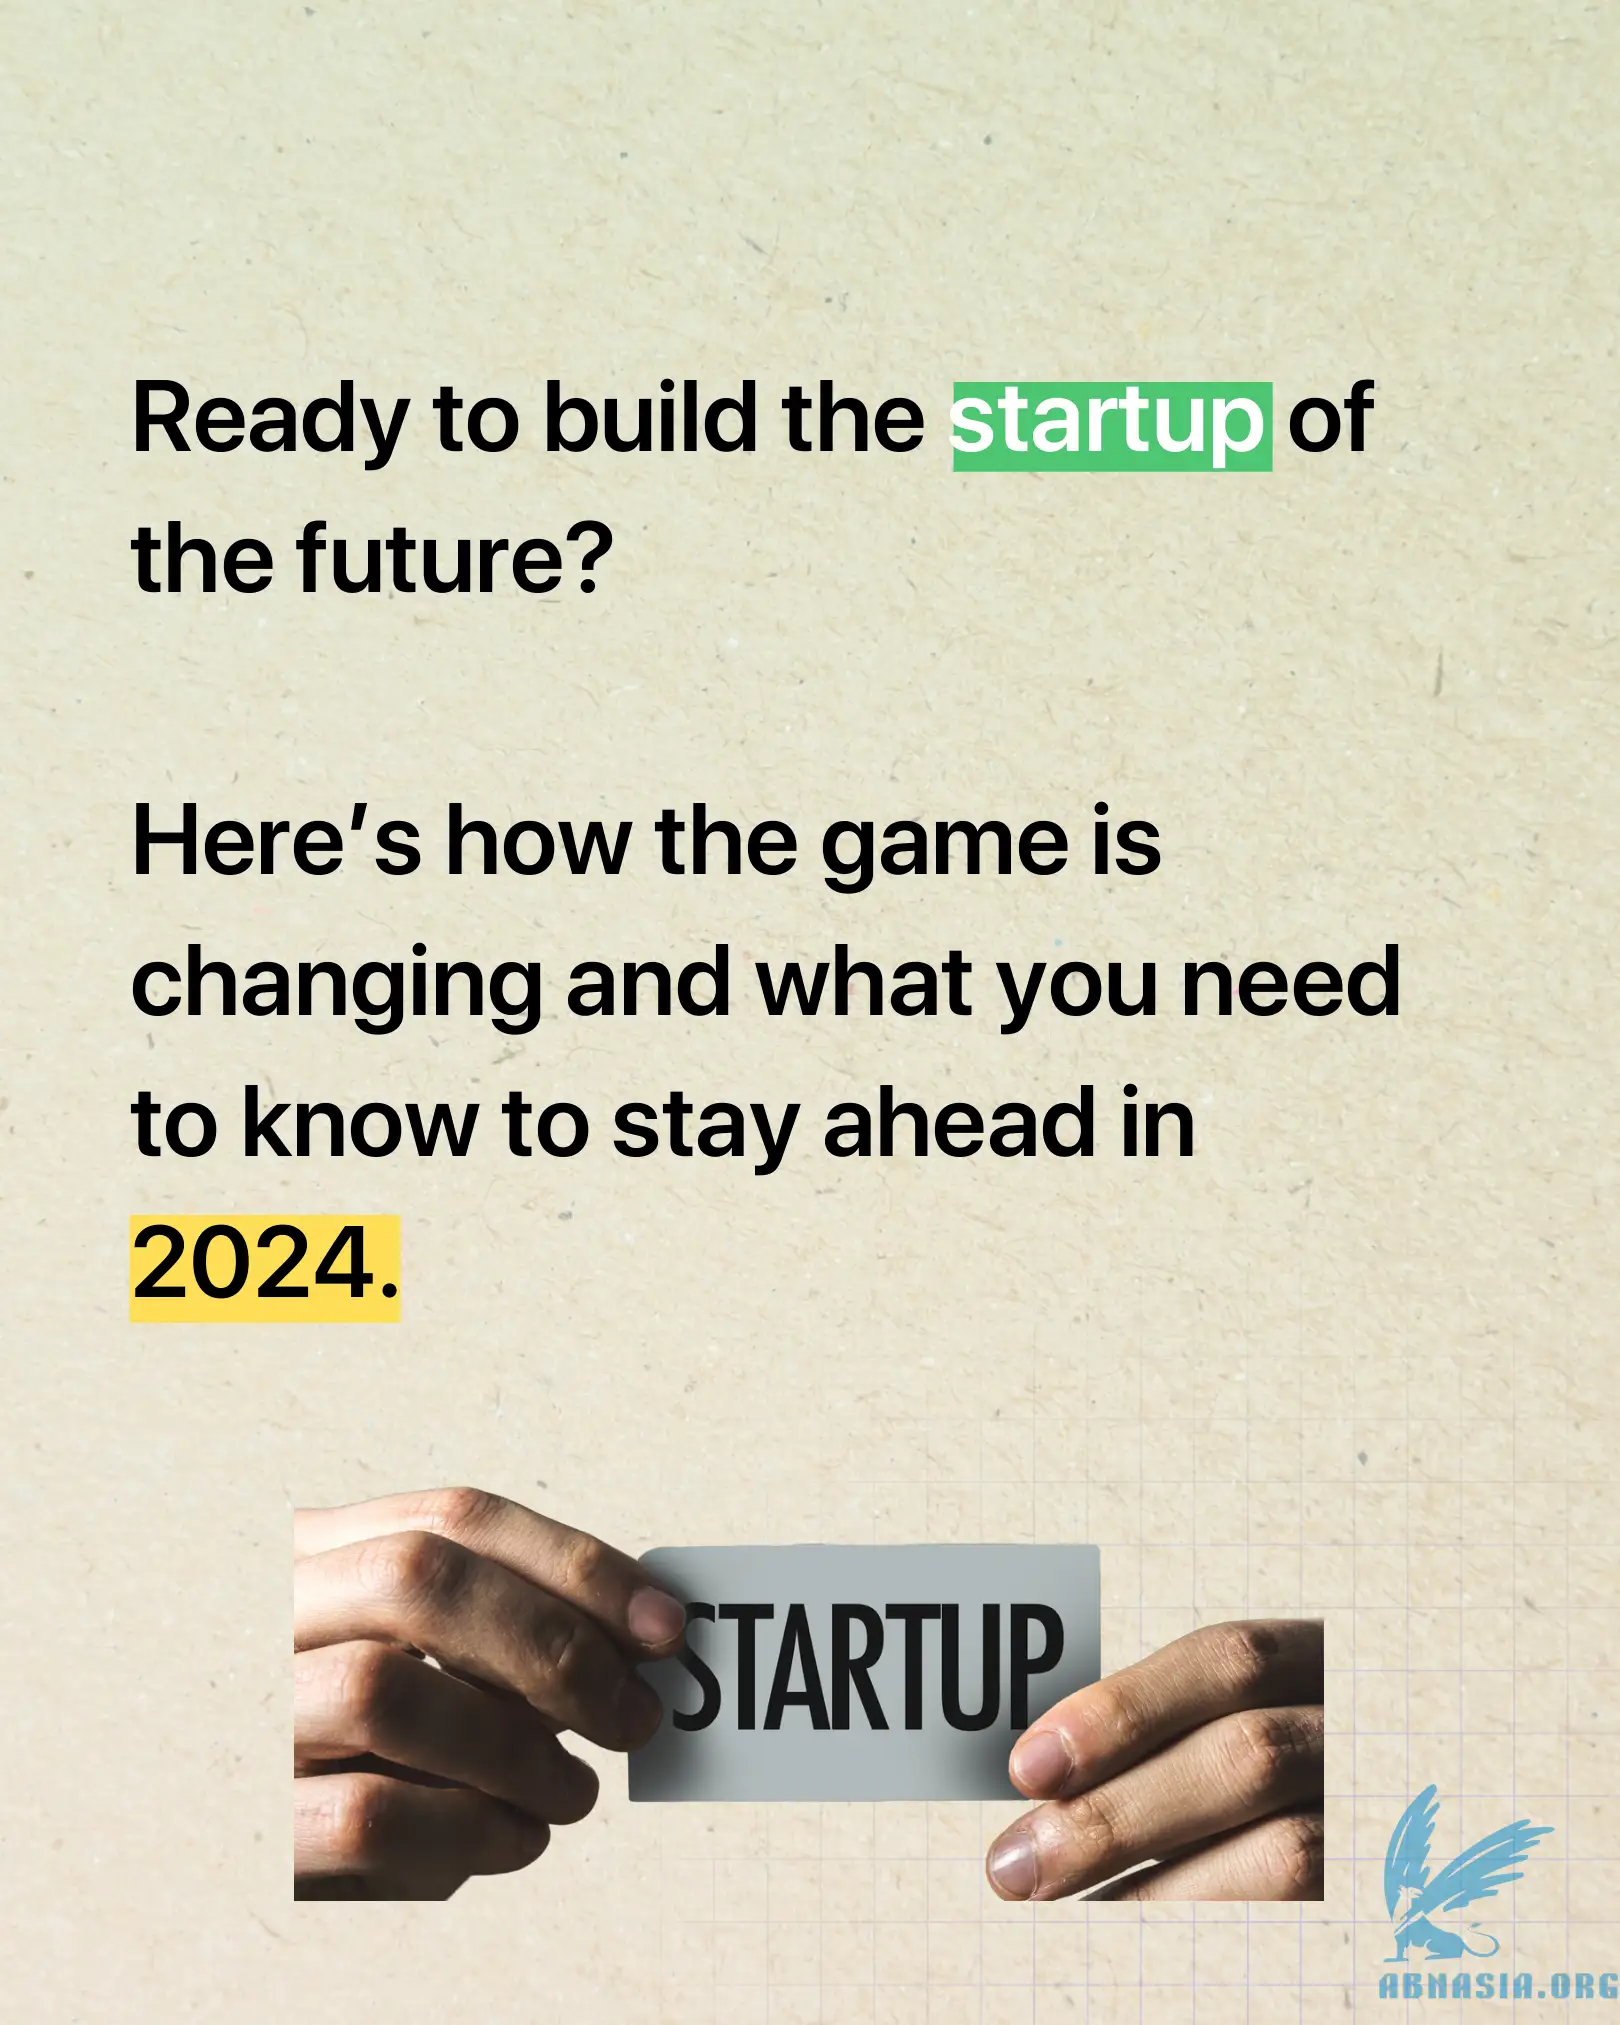 Ready to build the startup of
the future?
Here's how the game is
changing and what you need
to know to stay ahead in
2024.
STARTUP
ABNASIA.ORG